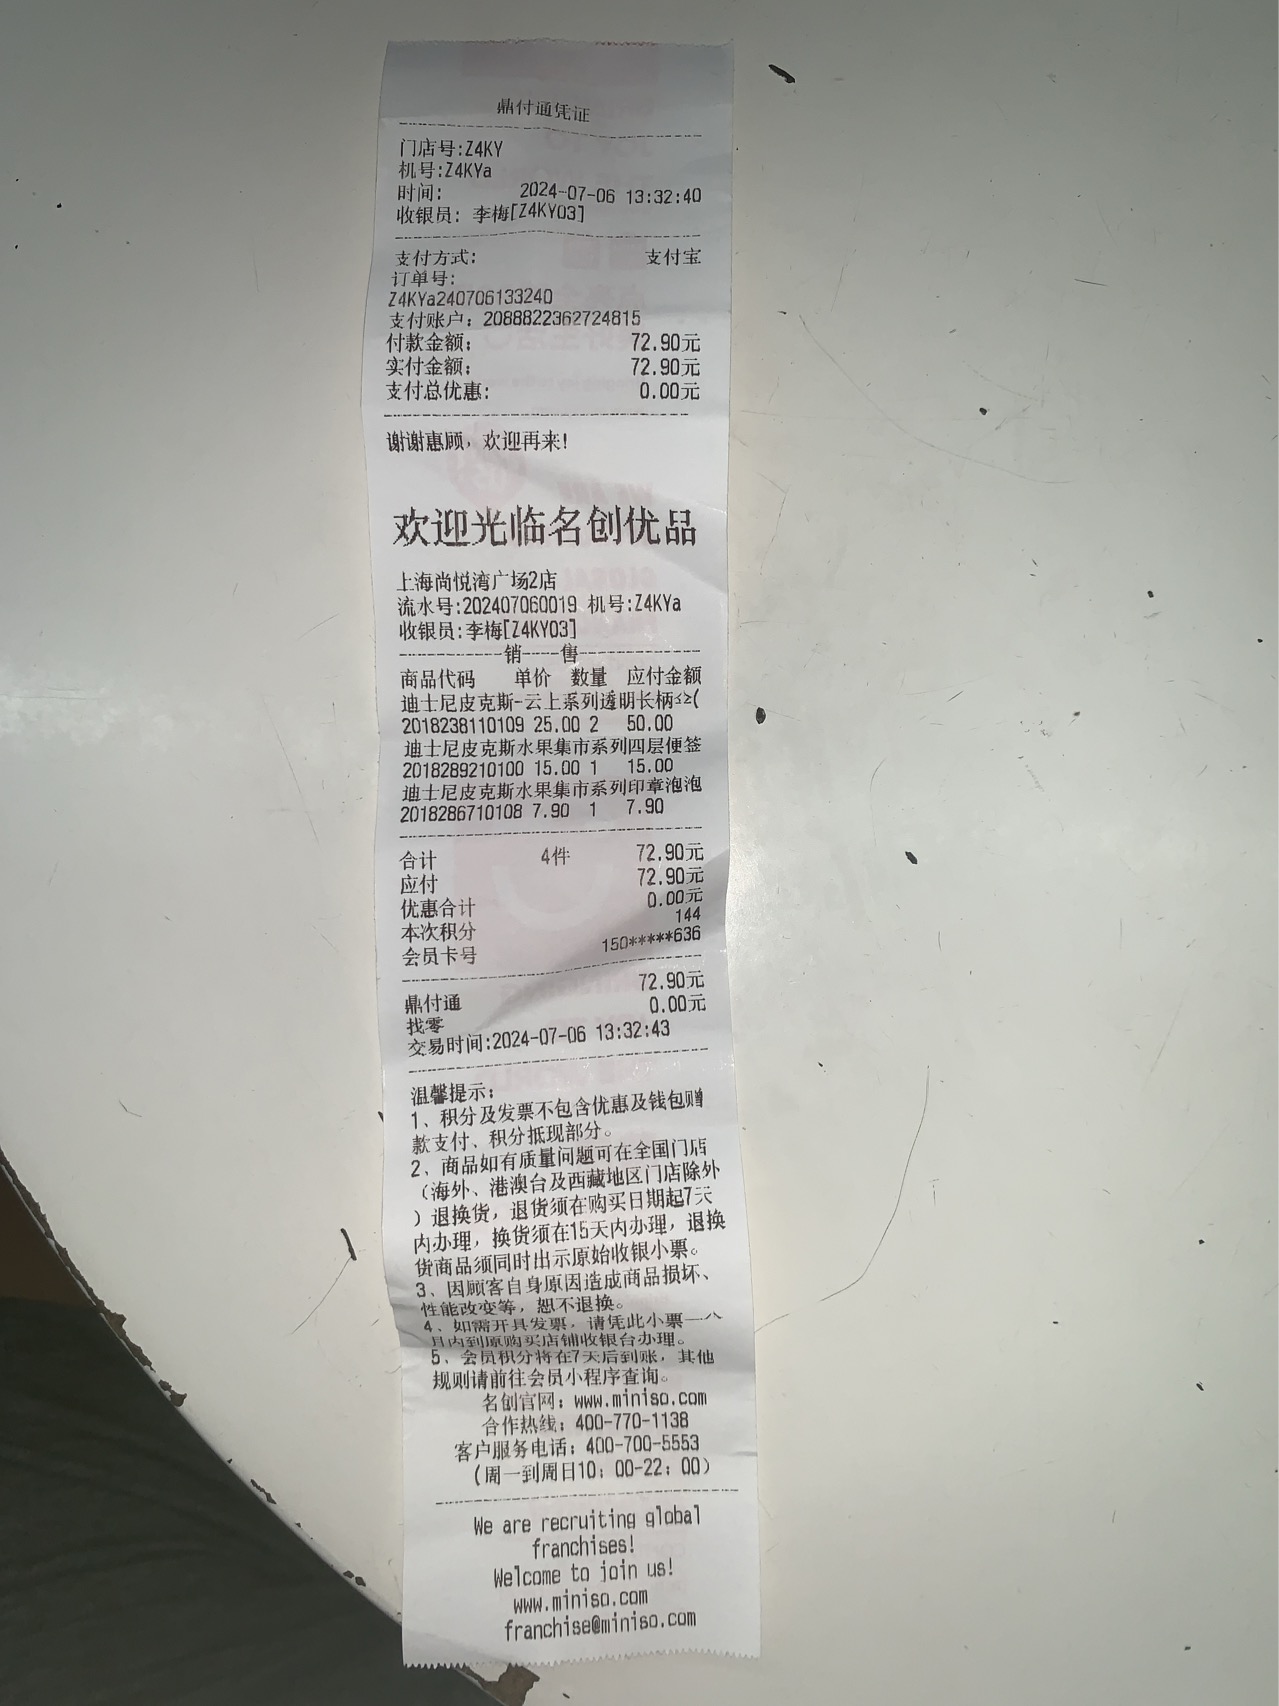 鼎付通凭证
门店号:Z4KY
机号:Z4KYa
时间: 2024-07-06 13:32:40
收银员: 李梅[Z4KY03]
支付方式: 支付宝
订单号:
Z4KYa240706133240
支付账户: 2088822362724815
付款金额: 72.90元
实付金额: 72.90元
支付总优惠: 0.00元
谢谢惠顾，欢迎再来!
欢迎光临名创优品
上海尚悦湾广场2店
流水号:202407060019 机号:Z4KYa
收银员:李梅[Z4KY03]
------------销----售------------
商品代码 单价 数量 应付金额
迪士尼皮克斯-云上系列透明长柄
2018238110109 25.00 2 50.00
迪士尼皮克斯水果集市系列四层便签
2018289210100 15.00 1 15.00
迪士尼皮克斯水果集市系列印章泡泡
2018286710108 7.90 1 7.90
合计 4件 72.90元
应付 72.90元
优惠合计 0.00元
本次积分 144
会员卡号 150*****636
鼎付通 72.90元
找零 0.00元
交易时间:2024-07-06 13:32:43
温馨提示:
1、积分及发票不包含优惠及钱包赠
款支付、积分抵现部分。
2、商品如有质量问题可在全国门店
（海外、港澳台及西藏地区门店除外
）退换货，退货须在购买日期起7天
内办理，换货须在15天内办理，退换
货商品须同时出示原始收银小票。
3、因顾客自身原因造成商品损坏、
性能改变等，恕不退换。
4、如需开具发票，请凭此小票一个
月内到原购买店铺收银台办理。
5、会员积分将在7天后到账，其他
规则请前往会员小程序查询。
名创官网: www.miniso.com
合作热线: 400-770-1138
客户服务电话: 400-700-5553
(周一到周日10: 00-22: 00)
We are recruiting global
franchises!
Welcome to join us!
www.miniso.com
franchise@miniso.com